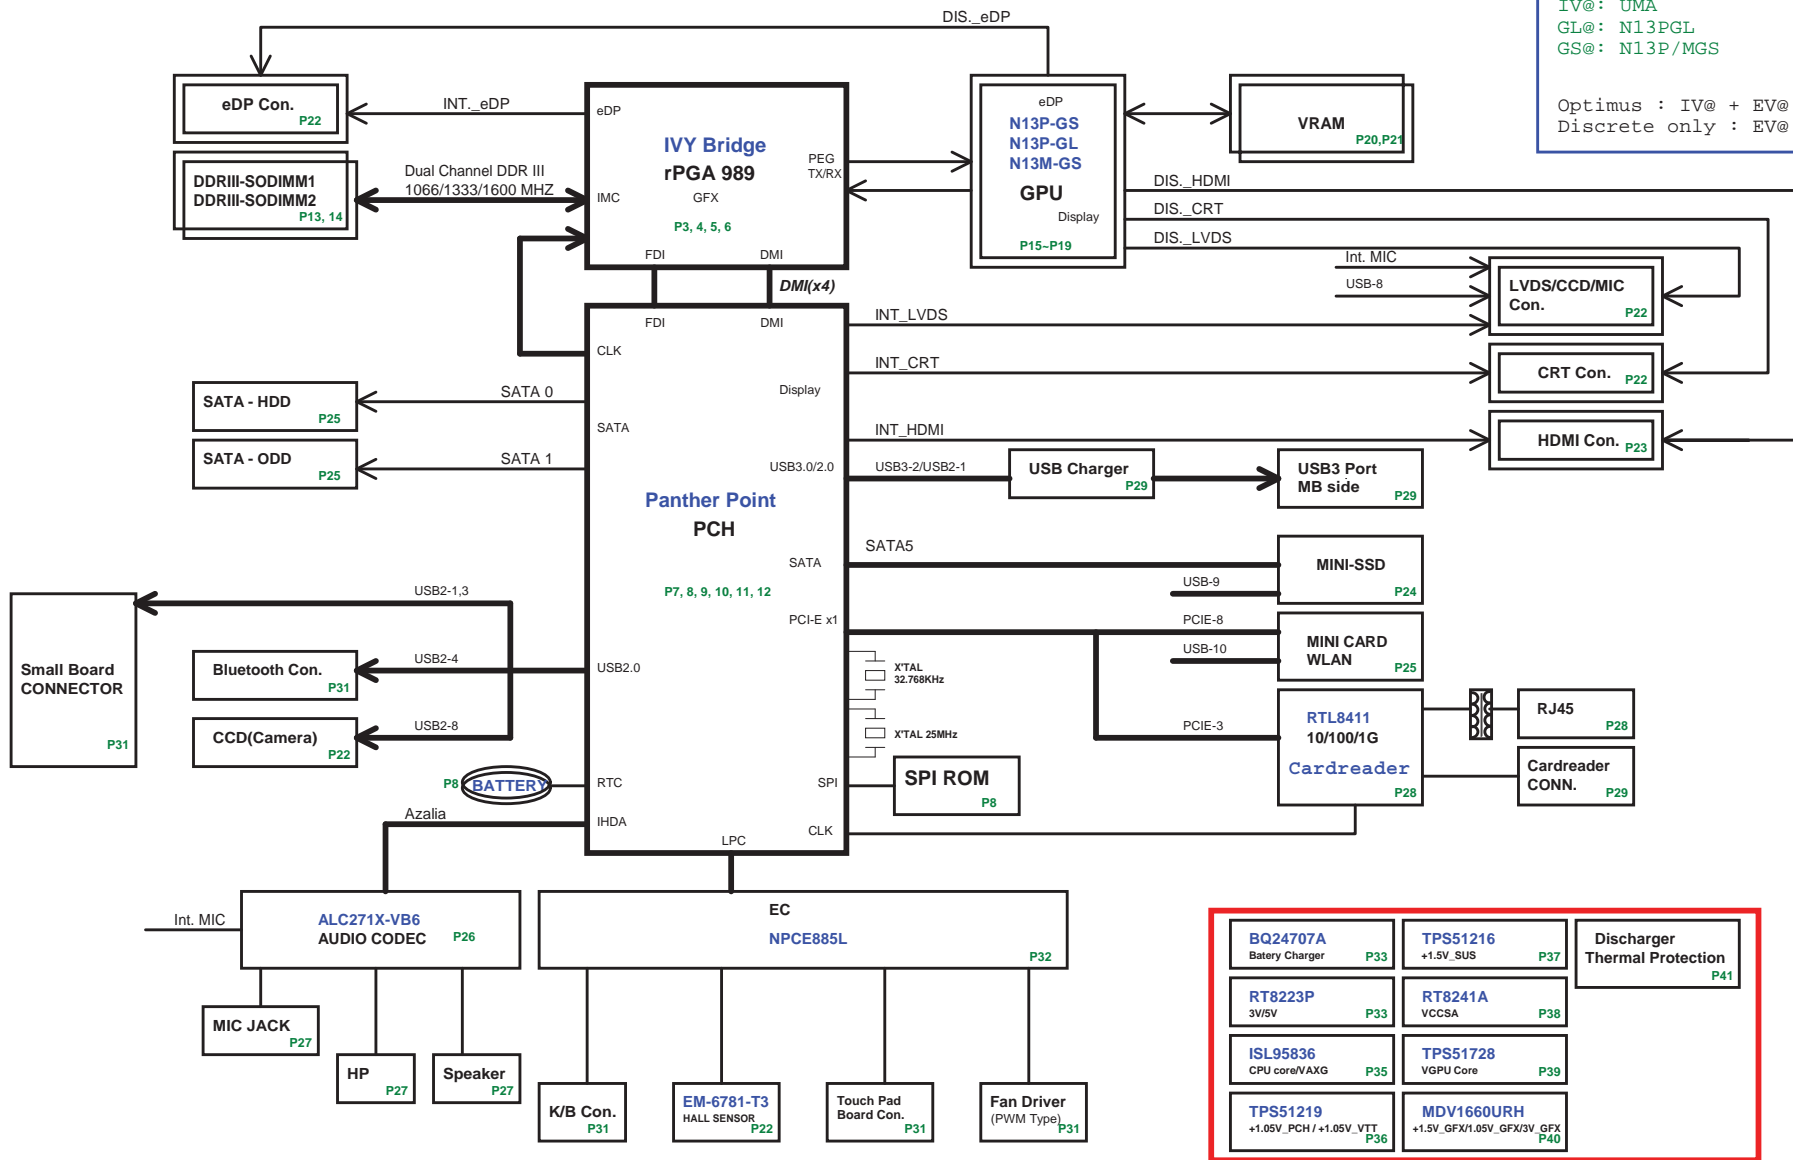 DIS._eDP
IV@: UMA
GL@: N13PGL
GS@: N13P/MGS
Optimus : IV@ + EV@
Discrete only : EV@
eDP Con.
P22
INT._eDP
eDP
IVY Bridge
rPGA 989
GFX
P3, 4, 5, 6
PEG
TX/RX
IMC
FDI
DMI
eDP
N13P-GS
N13P-GL
N13M-GS
GPU
Display
P15~P19
VRAM
P20,P21
DDRIII-SODIMM1
DDRIII-SODIMM2
P13, 14
Dual Channel DDR III
1066/1333/1600 MHZ
DIS._HDMI
DIS._CRT
DIS._LVDS
Int. MIC
USB-8
LVDS/CCD/MIC
Con.
P22
DMI(x4)
FDI
DMI
CLK
INT_LVDS
INT_CRT
CRT Con.
P22
Display
SATA - HDD
P25
SATA 0
SATA
INT_HDMI
HDMI Con.
P23
SATA - ODD
P25
SATA 1
USB3.0/2.0
USB3-2/USB2-1
USB Charger
P29
USB3 Port
MB side
P29
Panther Point
PCH
P7, 8, 9, 10, 11, 12
SATA
SATA5
MINI-SSD
P24
USB-9
PCI-E x1
PCIE-8
MINI CARD
WLAN
P25
USB-10
Small Board
CONNECTOR
P31
USB2-1,3
Bluetooth Con.
P31
USB2-4
USB2.0
CCD(Camera)
P22
USB2-8
X'TAL
32.768KHz
X'TAL 25MHz
PCIE-3
RTL8411
10/100/1G
Cardreader
P28
RJ45
P28
Cardreader
CONN.
P29
P8
BATTERY
RTC
SPI
SPI ROM
P8
Azalia
IHDA
CLK
LPC
Int. MIC
ALC271X-VB6
AUDIO CODEC
P26
EC
NPCE885L
P32
MIC JACK
P27
HP
P27
Speaker
P27
K/B Con.
P31
EM-6781-T3
HALL SENSOR
P22
Touch Pad
Board Con.
P31
Fan Driver
(PWM Type)
P31
BQ24707A
Batery Charger
P33
TPS51216
+1.5V_SUS
P37
Discharger
Thermal Protection
P41
RT8223P
3V/5V
P33
RT8241A
VCCSA
P38
ISL95836
CPU core/VAXG
P35
TPS51728
VGPU Core
P39
TPS51219
+1.05V_PCH / +1.05V_VTT
P36
MDV1660URH
+1.5V_GFX/1.05V_GFX/3V_GFX
P40